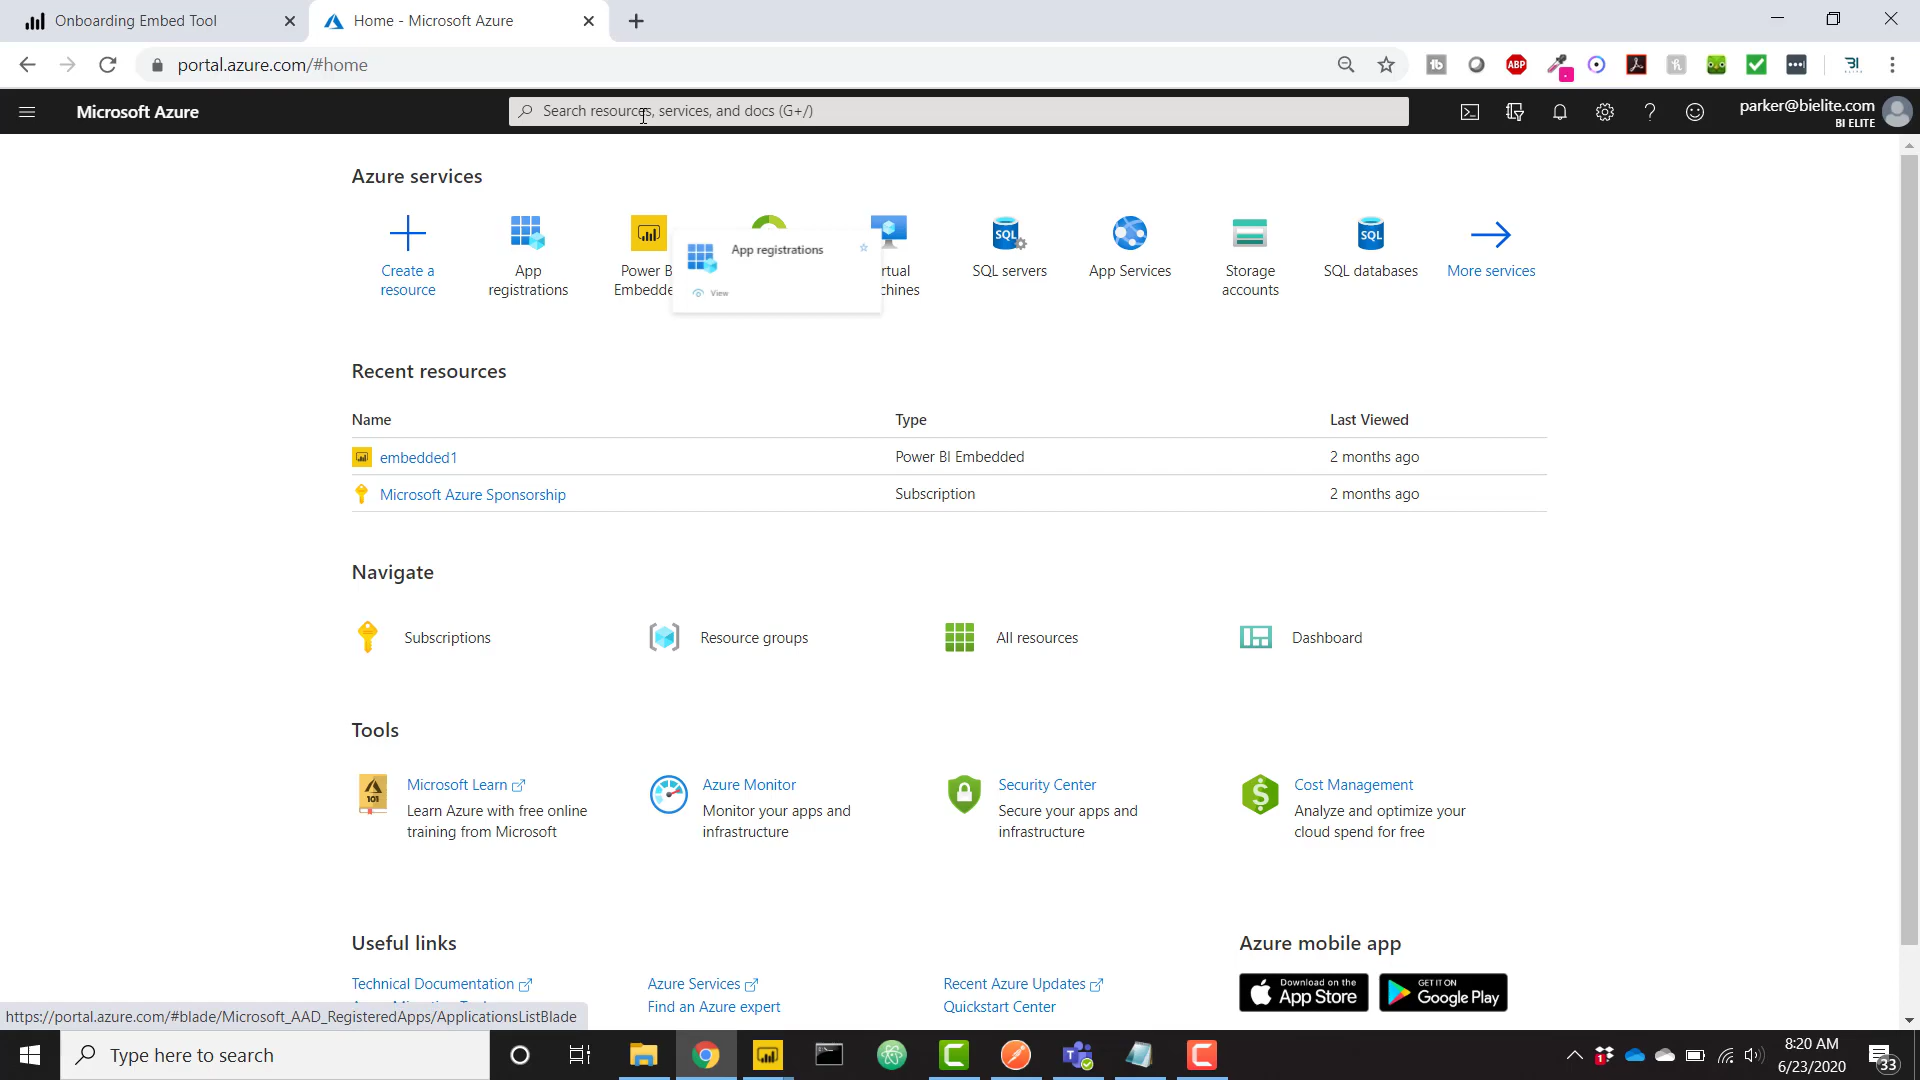 Onboarding Embed Tool
Home - Microsoft Azure
portal.azure.com/#home
ABP
Microsoft Azure
Search resources, services, and docs (G+/)
parker@bielite.com
BI ELITE
Azure services
Create a
resource
App
registrations
Power B
Embedde
App registrations
View
rtual
chines
SQL servers
App Services
Storage
accounts
SQL databases
More services
Recent resources
Name Type Last Viewed
embedded1 Power BI Embedded 2 months ago
Microsoft Azure Sponsorship Subscription 2 months ago
Navigate
Subscriptions
Resource groups
All resources
Dashboard
Tools
Microsoft Learn
Learn Azure with free online
training from Microsoft
Azure Monitor
Monitor your apps and
infrastructure
Security Center
Secure your apps and
infrastructure
Cost Management
Analyze and optimize your
cloud spend for free
Useful links
Technical Documentation
Azure Services
Find an Azure expert
Recent Azure Updates
Quickstart Center
Azure mobile app
Download on the
App Store
GET IT ON
Google Play
https://portal.azure.com/#blade/Microsoft_AAD_RegisteredApps/ApplicationsListBlade
Type here to search
8:20 AM
6/23/2020
33